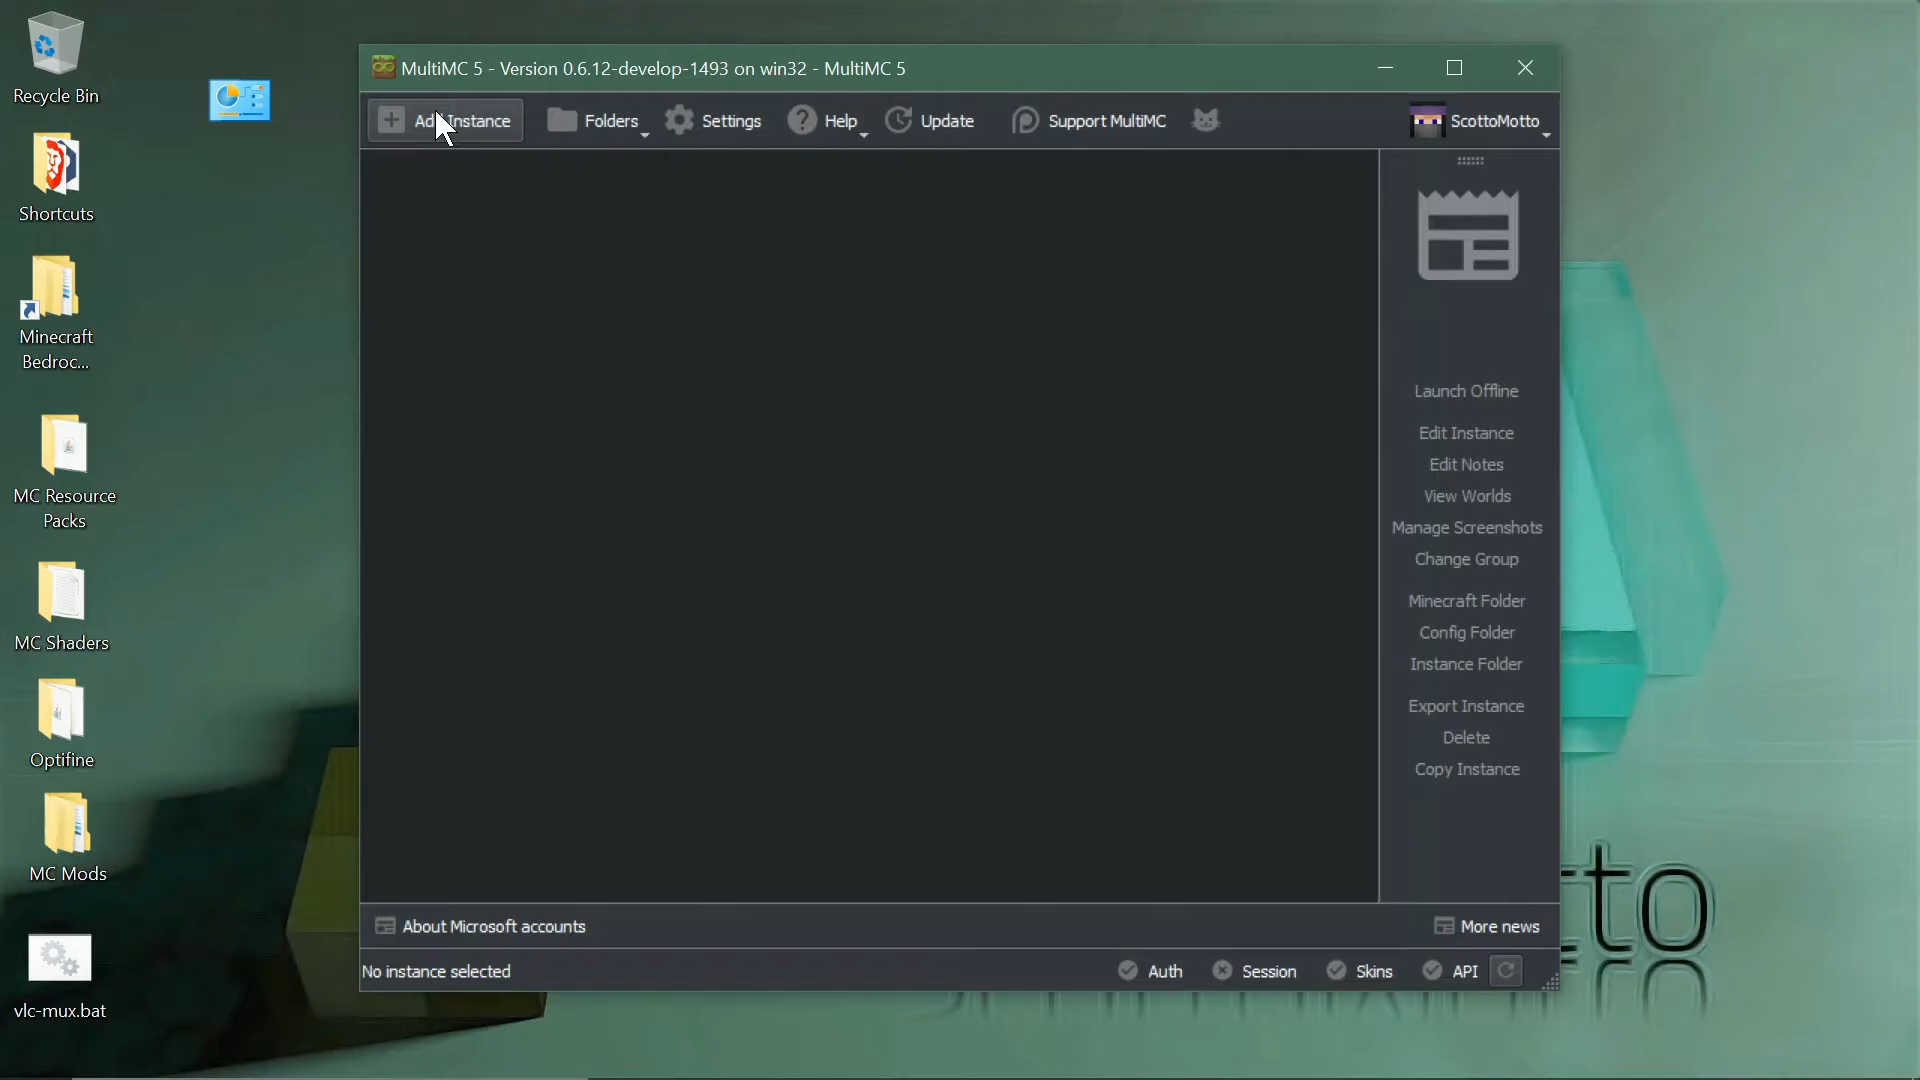 Recycle Bin
Shortcuts
Minecraft
Bedroc...
MC Resource
Packs
MC Shaders
Optifine
MC Mods
vlc-mux.bat
MultiMC 5 - Version 0.6.12-develop-1493 on win32 - MultiMC 5
Add Instance Folders Settings Help Update Support MultiMC ScottoMotto
Launch Offline
Edit Instance
Edit Notes
View Worlds
Manage Screenshots
Change Group
Minecraft Folder
Config Folder
Instance Folder
Export Instance
Delete
Copy Instance
About Microsoft accounts More news
No instance selected Auth Session Skins API
tto